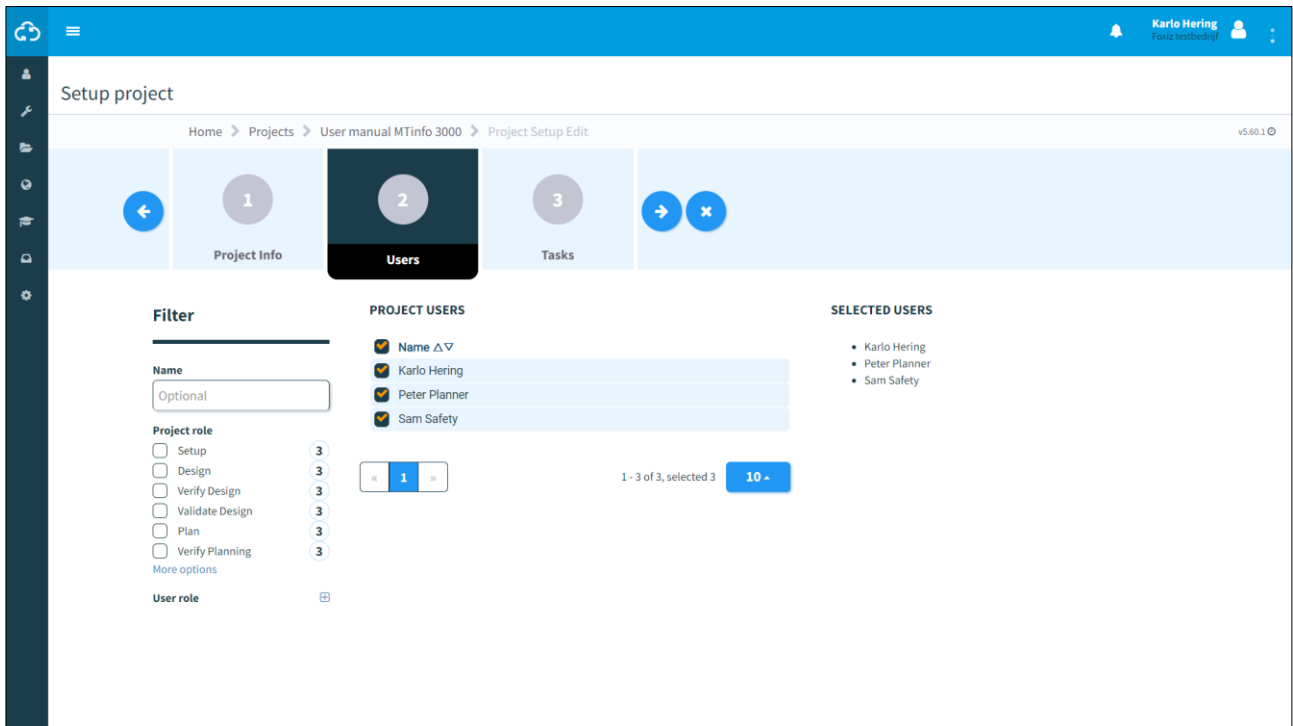 Karlo Hering
Foxiz testbedrijf
Setup project
Home Projects User manual MTinfo 3000 Project Setup Edit
v5.60.1
1
Project Info
2
Users
3
Tasks
Filter
Name
Optional
Project role
Setup 3
Design 3
Verify Design 3
Validate Design 3
Plan 3
Verify Planning 3
More options
User role
PROJECT USERS
Name
Karlo Hering
Peter Planner
Sam Safety
« 1 »
1 - 3 of 3, selected 3
10
SELECTED USERS
• Karlo Hering
• Peter Planner
• Sam Safety